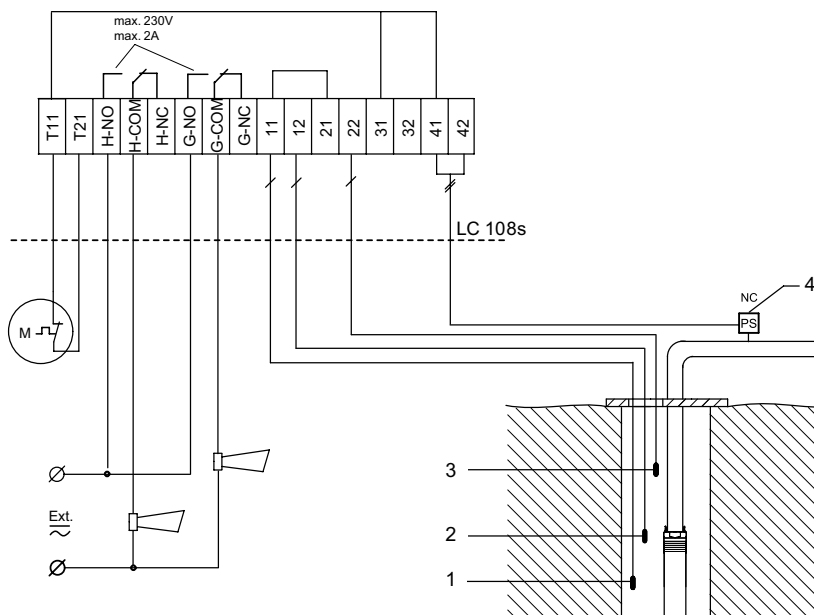 max. 230V
max. 2A
T11
T21
H-NO
H-COM
H-NC
G-NO
G-COM
G-NC
11
12
21
22
31
32
41
42
LC 108s
NC
4
PS
M
3
2
1
Ext.